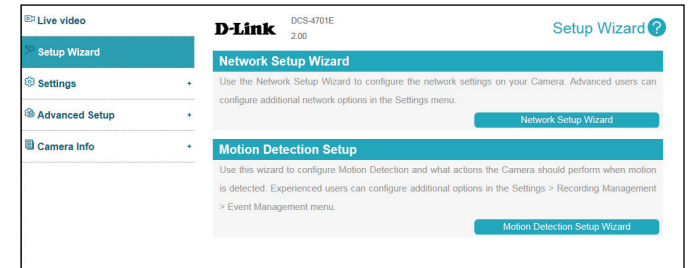 Live video
Setup Wizard
Settings +
Advanced Setup +
Camera Info +
D-Link DCS-4701E
2.00
Setup Wizard ?
Network Setup Wizard
Use the Network Setup Wizard to configure the network settings on your Camera. Advanced users can
configure additional network options in the Settings menu.
Network Setup Wizard
Motion Detection Setup
Use this wizard to configure Motion Detection and what actions the Camera should perform when motion
is detected. Experienced users can configure additional options in the Settings > Recording Management
> Event Management menu.
Motion Detection Setup Wizard